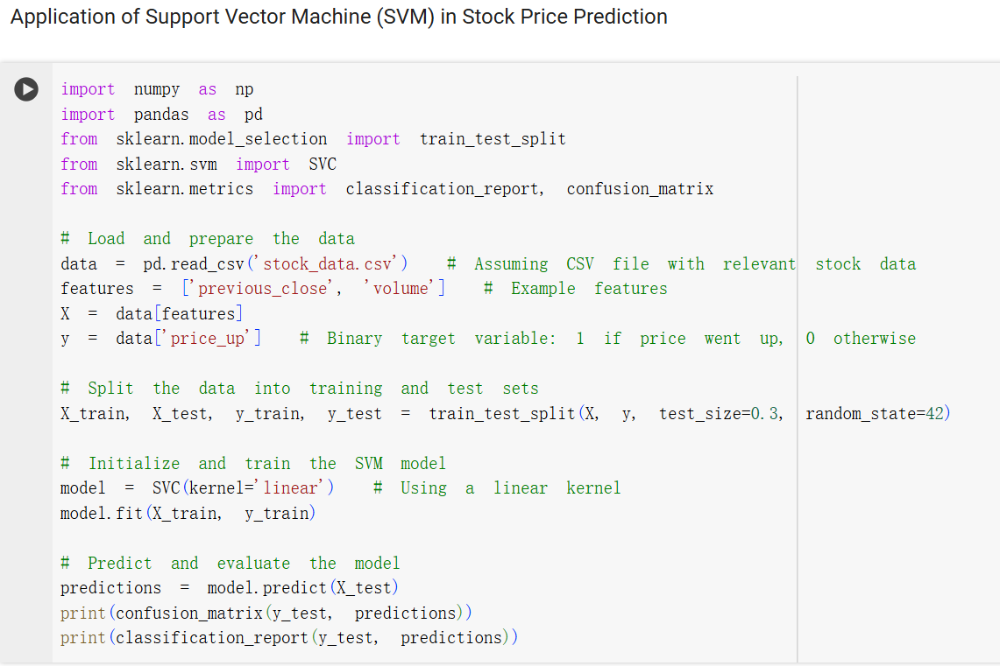 Application of Support Vector Machine (SVM) in Stock Price Prediction
import numpy as np
import pandas as pd
from sklearn.model_selection import train_test_split
from sklearn.svm import SVC
from sklearn.metrics import classification_report, confusion_matrix
# Load and prepare the data
data = pd.read_csv('stock_data.csv') # Assuming CSV file with relevant stock data
features = ['previous_close', 'volume'] # Example features
X = data[features]
y = data['price_up'] # Binary target variable: 1 if price went up, 0 otherwise
# Split the data into training and test sets
X_train, X_test, y_train, y_test = train_test_split(X, y, test_size=0.3, random_state=42)
# Initialize and train the SVM model
model = SVC(kernel='linear') # Using a linear kernel
model.fit(X_train, y_train)
# Predict and evaluate the model
predictions = model.predict(X_test)
print(confusion_matrix(y_test, predictions))
print(classification_report(y_test, predictions))